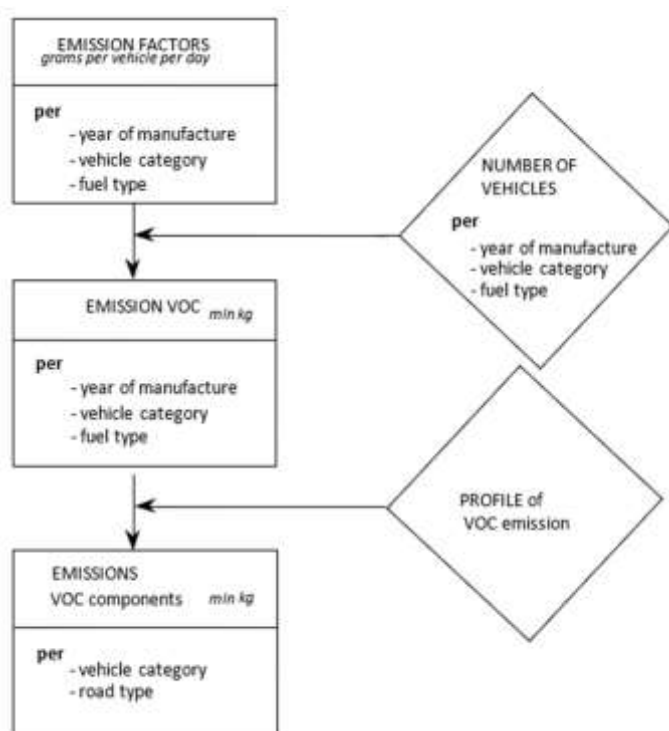 EMISSION FACTORS
grams per vehicle per day
per
- year of manufacture
- vehicle category
- fuel type
NUMBER OF
VEHICLES
per
- year of manufacture
- vehicle category
- fuel type
EMISSION VOC mln kg
per
- year of manufacture
- vehicle category
- fuel type
PROFILE of
VOC emission
EMISSIONS
VOC components mln kg
per
- vehicle category
- road type